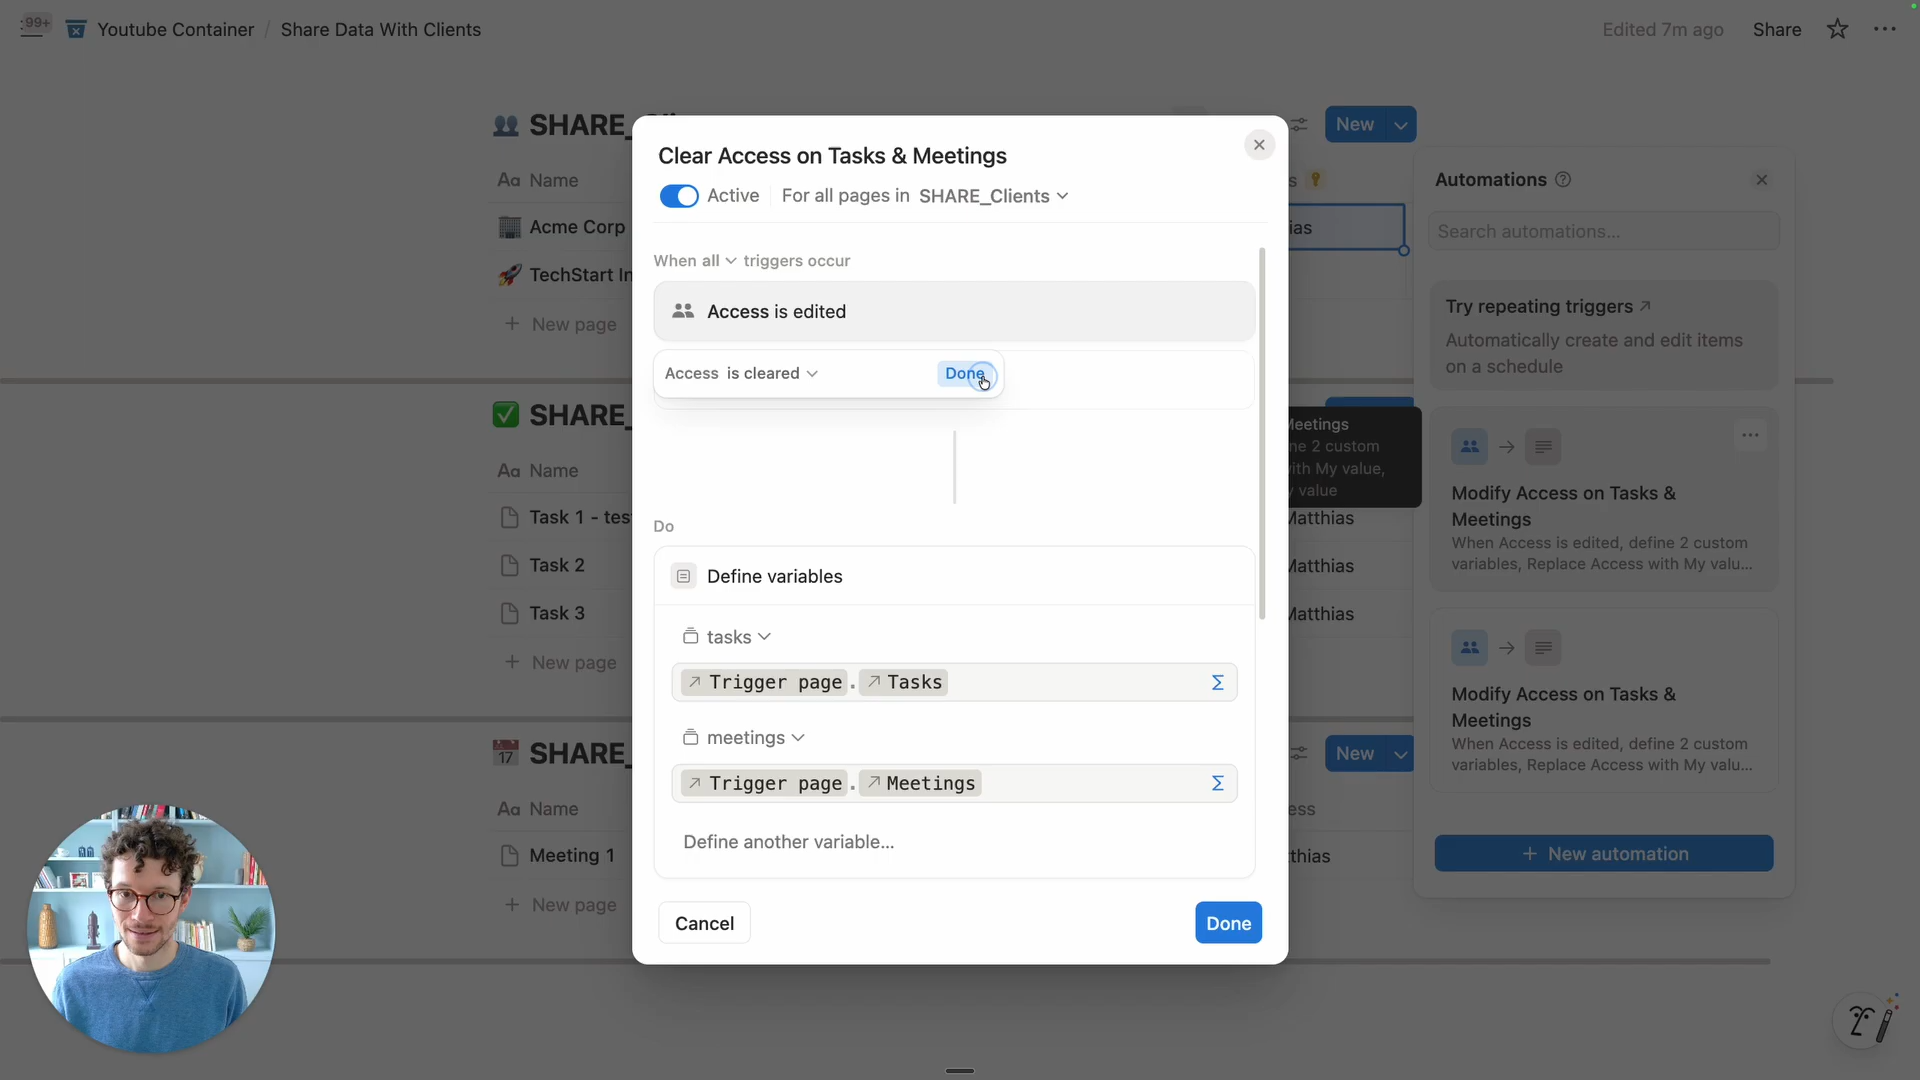 99+
Youtube Container / Share Data With Clients
Edited 7m ago
Share
SHARE_
New
Aa Name
s
Acme Corp
ias
TechStart In
+ New page
SHARE_
Aa Name
Task 1 - tes
Matthias
Task 2
Matthias
Task 3
Matthias
+ New page
17
SHARE_
New
Aa Name
ess
Meeting 1
thias
+ New page
Clear Access on Tasks & Meetings
Active
For all pages in SHARE_Clients
When all triggers occur
Access is edited
Access is cleared
Done
Do
Define variables
tasks
Trigger page . Tasks
Σ
meetings
Trigger page . Meetings
Σ
Define another variable...
Cancel
Done
Meetings
ne 2 custom
ith My value,
y value
Automations
Search automations...
Try repeating triggers
Automatically create and edit items
on a schedule
Modify Access on Tasks &
Meetings
When Access is edited, define 2 custom
variables, Replace Access with My valu...
Modify Access on Tasks &
Meetings
When Access is edited, define 2 custom
variables, Replace Access with My valu...
+ New automation